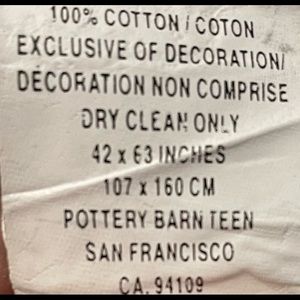 100% COTTON / COTON
EXCLUSIVE OF DECORATION/
DÉCORATION NON COMPRISE
DRY CLEAN ONLY
42 x 63 INCHES
107 x 160 CM
POTTERY BARN TEEN
SAN FRANCISCO
CA. 94109